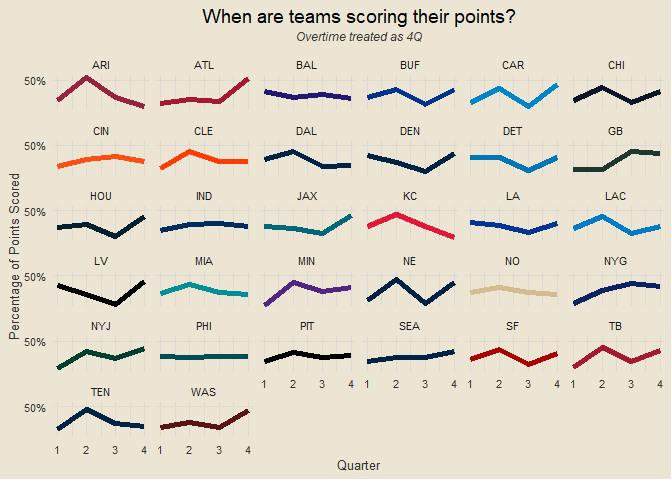 When are teams scoring their points?
Overtime treated as 4Q
ARI ATL BAL BUF CAR CHI
50%
CIN CLE DAL DEN DET GB
50%
HOU IND JAX KC LA LAC
50%
LV MIA MIN NE NO NYG
50%
NYJ PHI PIT SEA SF TB
50%
1 2 3 4 1 2 3 4 1 2 3 4 1 2 3 4
TEN WAS
50%
1 2 3 4 1 2 3 4
Quarter
Percentage of Points Scored